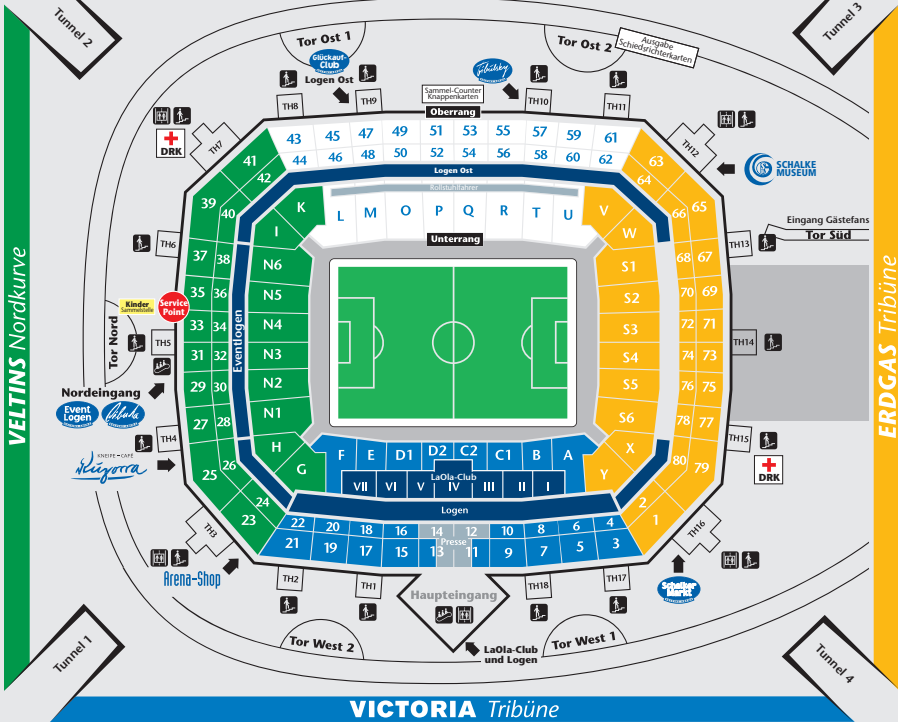 Tunnel 2
Tunnel 3
Tor Ost 1
Tor Ost 2
Ausgabe
Schiedsrichterkarten
Glückauf-
Club
Logen Ost
Sammel-Counter
Knappenkarten
Oberrang
TH8
TH9
TH10
TH11
TH7
TH12
DRK
SCHALKE
MUSEUM
43 45 47 49 51 53 55 57 59 61
44 46 48 50 52 54 56 58 60 62
41 42
63 64
Logen Ost
Rollstuhlfahrer
39 40
K L M O P Q R T U V
66 65
I
W
Unterrang
Eingang Gästefans
Tor Süd
TH6
TH13
37 38 N6
S1 68 67
35 36 N5
S2 70 69
Kinder
Sammelstelle
Service
Point
33 34 N4
S3 72 71
Tor Nord
TH5
TH14
31 32 N3
S4 74 73
Eventlogen
29 30 N2
S5 76 75
Nordeingang
Event
Logen
27 28 N1
S6 78 77
TH4
TH15
KNEIPE-CAFÉ
DRK
H G
F E D1 D2 C2 C1 B A
X Y
25 26
80 79
LaOla-Club
VII VI V IV III II I
Logen
24 23
2 1
22 20 18 16 14 12 10 8 6 4
Presse
21 19 17 15 13 11 9 7 5 3
TH3
TH16
Arena-Shop
Schalker
Markt
TH2
TH1
TH18
TH17
Haupteingang
Tor West 2
Tor West 1
LaOla-Club
und Logen
Tunnel 1
Tunnel 4
VELTINS Nordkurve
ERDGAS Tribüne
VICTORIA Tribüne